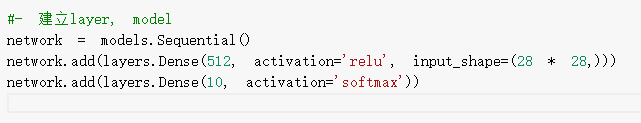 #- 建立layer, model
network = models.Sequential()
network.add(layers.Dense(512, activation='relu', input_shape=(28 * 28,)))
network.add(layers.Dense(10, activation='softmax'))